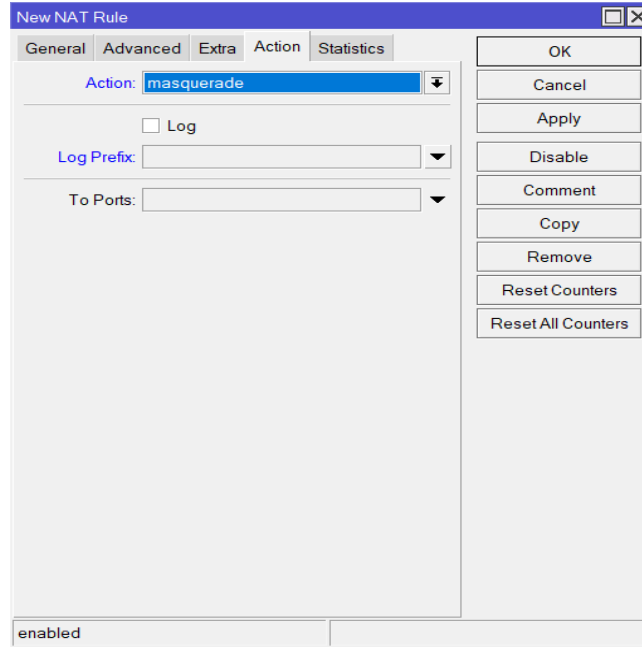 New NAT Rule
General Advanced Extra Action Statistics
Action: masquerade
Log
Log Prefix:
To Ports:
OK
Cancel
Apply
Disable
Comment
Copy
Remove
Reset Counters
Reset All Counters
enabled